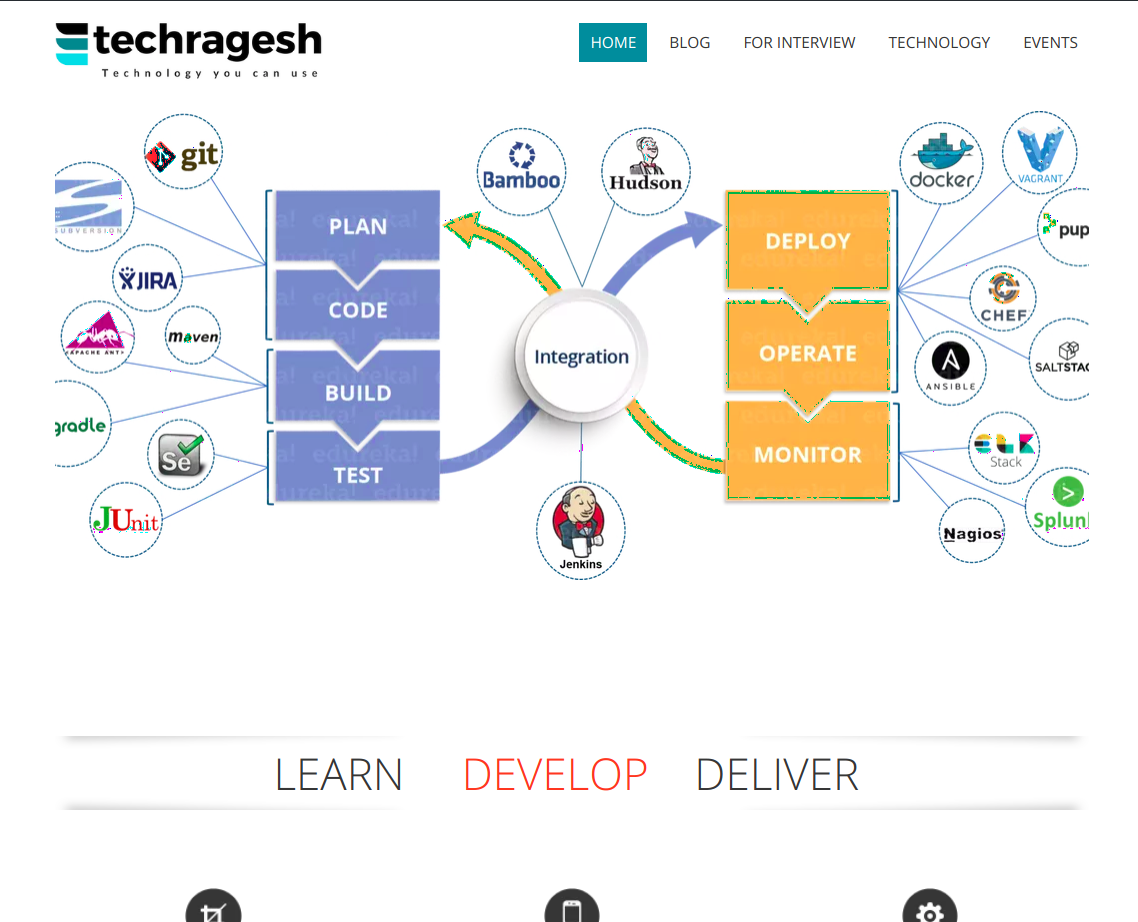 techragesh
Technology you can use
HOME
BLOG
FOR INTERVIEW
TECHNOLOGY
EVENTS
git
SUBVERSION
JIRA
APACHE ANT
maven
gradle
Se
JUnit
PLAN
CODE
BUILD
TEST
edureka!
Bamboo
Hudson
Integration
Jenkins
DEPLOY
OPERATE
MONITOR
docker
VAGRANT
pup
CHEF
SALTSTAC
ANSIBLE
ELK
Stack
Splun
Nagios
LEARN DEVELOP DELIVER